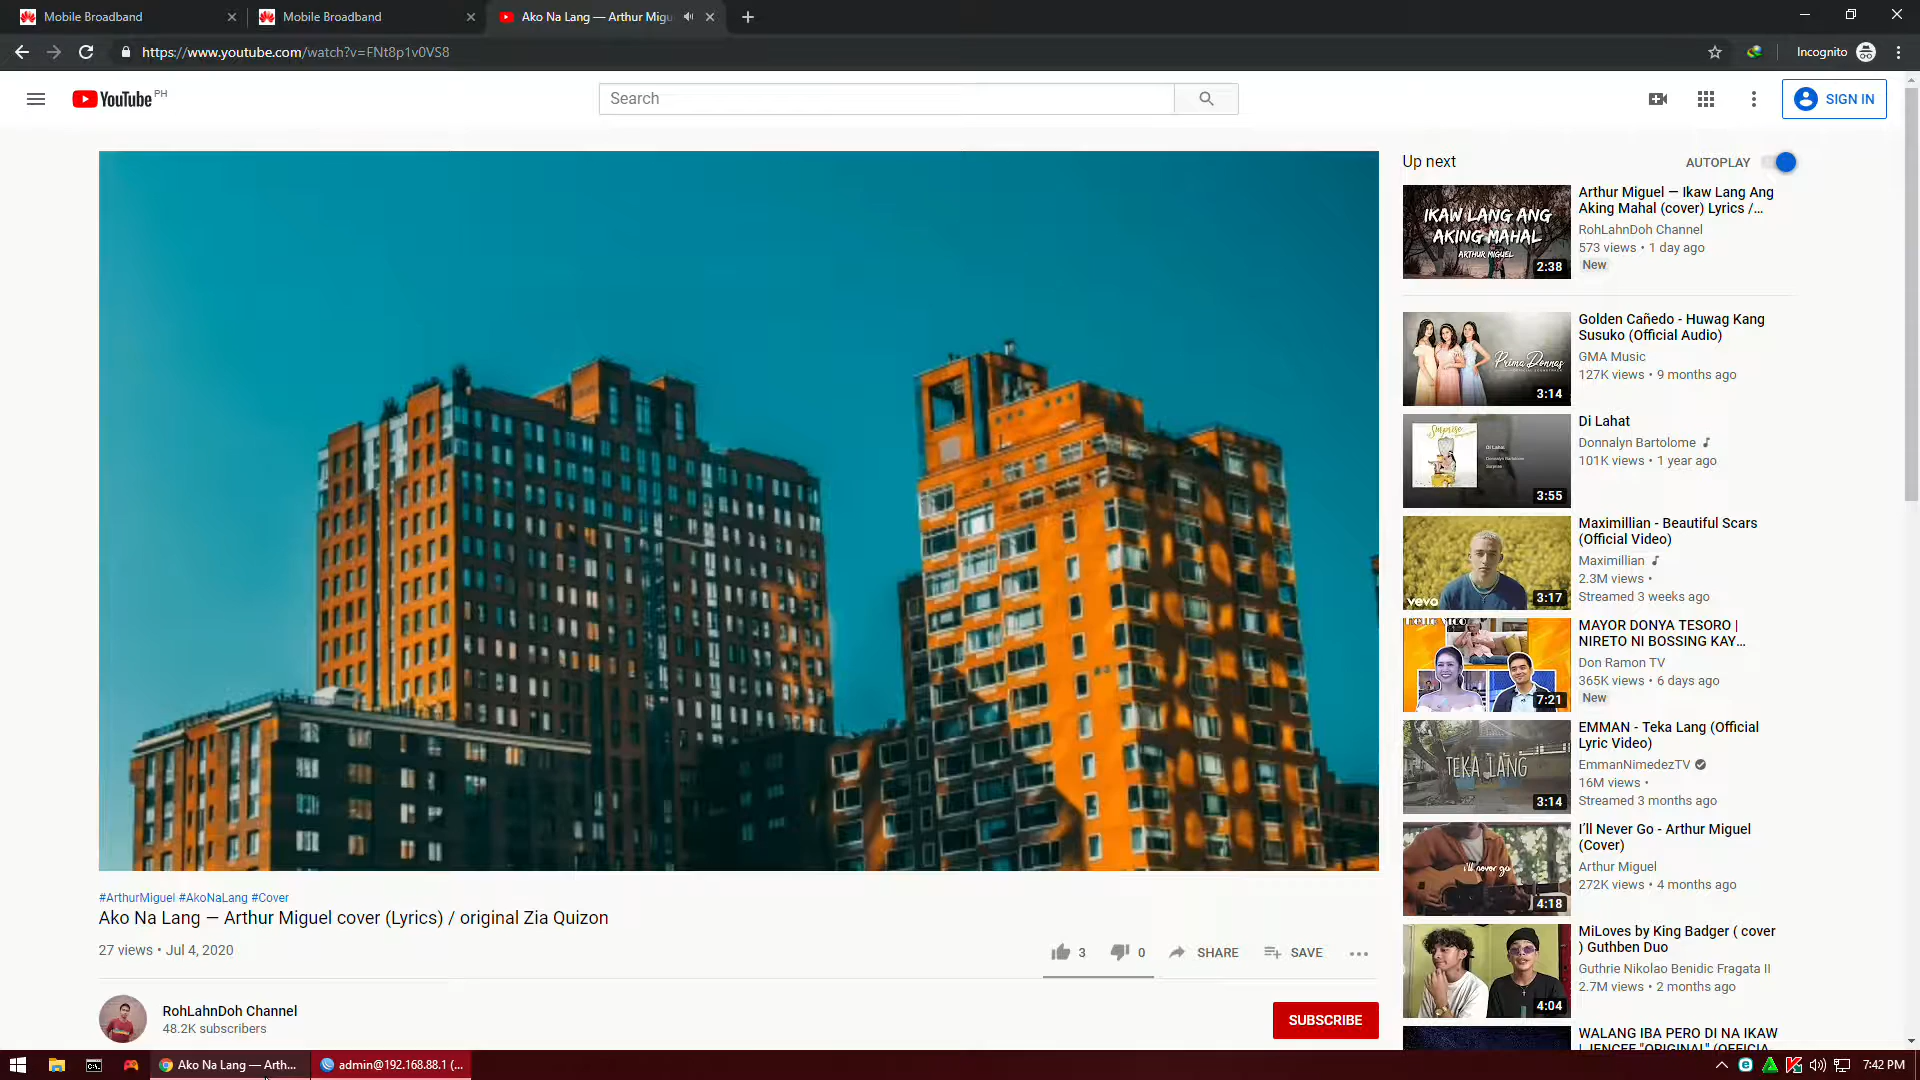 Mobile Broadband
Mobile Broadband
Ako Na Lang — Arthur Migu
https://www.youtube.com/watch?v=FNt8p1v0VS8
Incognito
YouTube PH
Search
SIGN IN
#ArthurMiguel #AkoNaLang #Cover
Ako Na Lang — Arthur Miguel cover (Lyrics) / original Zia Quizon
27 views • Jul 4, 2020
3
0
SHARE
SAVE
RohLahnDoh Channel
48.2K subscribers
SUBSCRIBE
Up next
AUTOPLAY
IKAW LANG ANG
AKING MAHAL
ARTHUR MIGUEL
2:38
Arthur Miguel — Ikaw Lang Ang
Aking Mahal (cover) Lyrics /...
RohLahnDoh Channel
573 views • 1 day ago
New
Prima Donnas
3:14
Golden Cañedo - Huwag Kang
Susuko (Official Audio)
GMA Music
127K views • 9 months ago
Surprise
Di Lahat
Donnalyn Bartolome
Surprise
3:55
Di Lahat
Donnalyn Bartolome
101K views • 1 year ago
vevo
3:17
Maximillian - Beautiful Scars
(Official Video)
Maximillian
2.3M views •
Streamed 3 weeks ago
7:21
MAYOR DONYA TESORO |
NIRETO NI BOSSING KAY...
Don Ramon TV
365K views • 6 days ago
New
TEKA LANG
3:14
EMMAN - Teka Lang (Official
Lyric Video)
EmmanNimedezTV
16M views •
Streamed 3 months ago
i'll never go
4:18
I'll Never Go - Arthur Miguel
(Cover)
Arthur Miguel
272K views • 4 months ago
4:04
MiLoves by King Badger ( cover
) Guthben Duo
Guthrie Nikolao Benidic Fragata II
2.7M views • 2 months ago
WALANG IBA PERO DI NA IKAW
Ako Na Lang — Arth...
admin@192.168.88.1 (...
7:42 PM